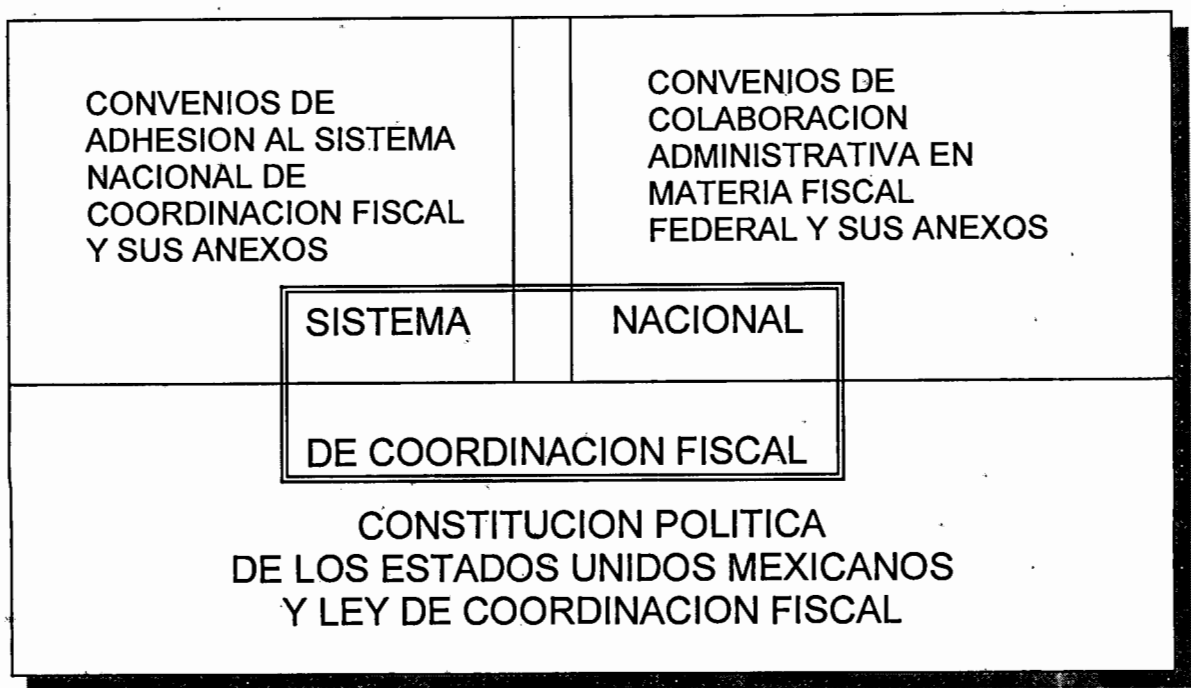 CONVENIOS DE
ADHESION AL SISTEMA
NACIONAL DE
COORDINACION FISCAL
Y SUS ANEXOS
CONVENIOS DE
COLABORACION
ADMINISTRATIVA EN
MATERIA FISCAL
FEDERAL Y SUS ANEXOS
SISTEMA NACIONAL
DE COORDINACION FISCAL
CONSTITUCION POLITICA
DE LOS ESTADOS UNIDOS MEXICANOS
Y LEY DE COORDINACION FISCAL